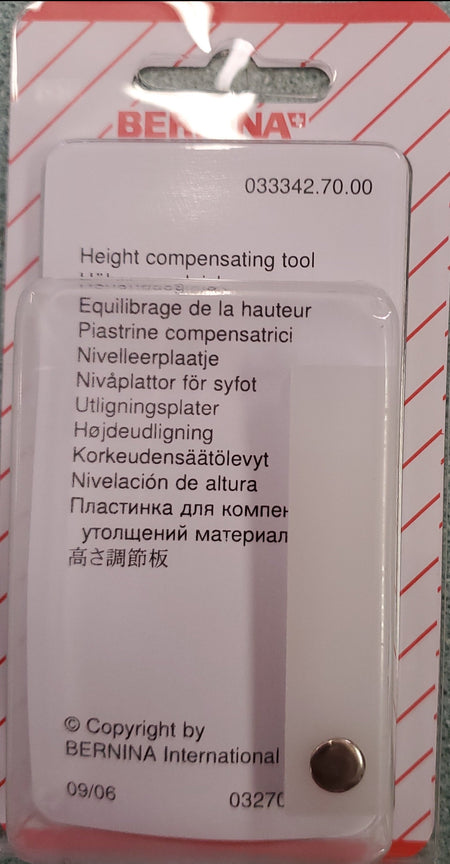 BERNINA
033342.70.00
Height compensating tool
Equilibrage de la hauteur
Piastrine compensatrici
Nivelleerplaatje
Nivåplattor för syfot
Utligningsplater
Højdeudligning
Korkeudensäätölevyt
Nivelación de altura
Пластинка для компен
утолщений материал
高さ調節板
© Copyright by
BERNINA International
09/06
03270